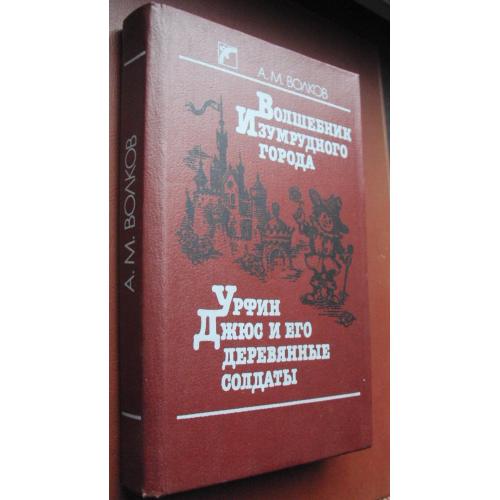 А. М. ВОЛКОВ
А. М. ВОЛКОВ
ВОЛШЕБНИК
ИЗУМРУДНОГО
ГОРОДА
УРФИН
ДЖЮС И ЕГО
ДЕРЕВЯННЫЕ
СОЛДАТЫ